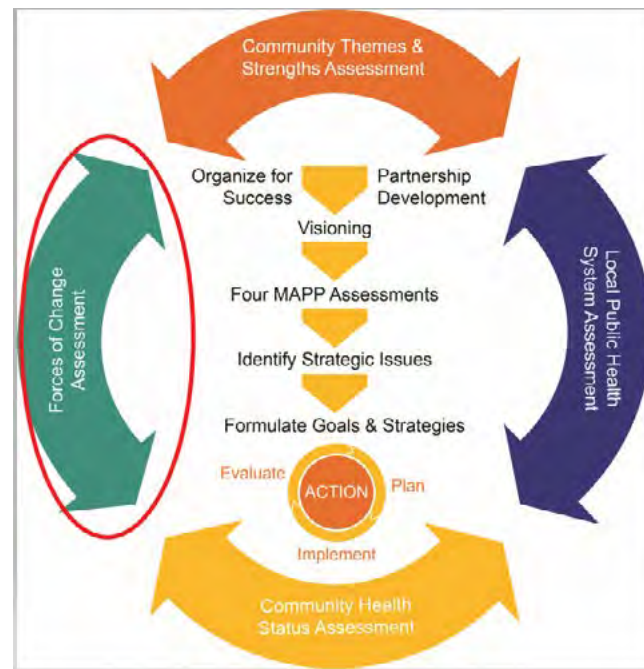 Community Themes &
Strengths Assessment
Organize for
Success
Partnership
Development
Visioning
Four MAPP Assessments
Identify Strategic Issues
Formulate Goals & Strategies
Evaluate
ACTION
Plan
Implement
Forces of Change
Assessment
Local Public Health
System Assessment
Community Health
Status Assessment